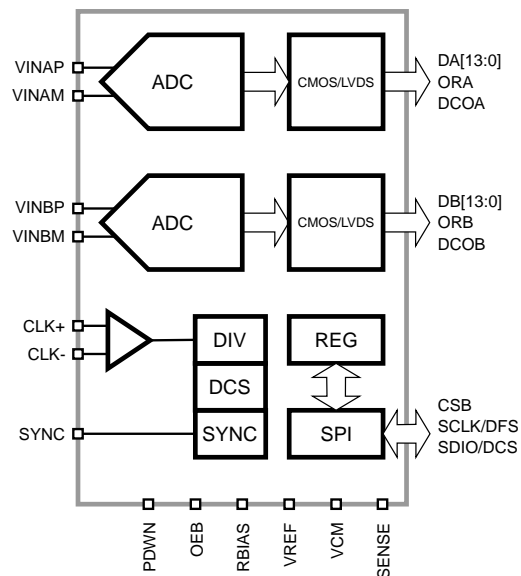 VINAP
VINAM
ADC
CMOS/LVDS
DA[13:0]
ORA
DCOA
VINBP
VINBM
ADC
CMOS/LVDS
DB[13:0]
ORB
DCOB
CLK+
CLK-
SYNC
DIV
DCS
SYNC
REG
SPI
CSB
SCLK/DFS
SDIO/DCS
PDWN
OEB
RBIAS
VREF
VCM
SENSE